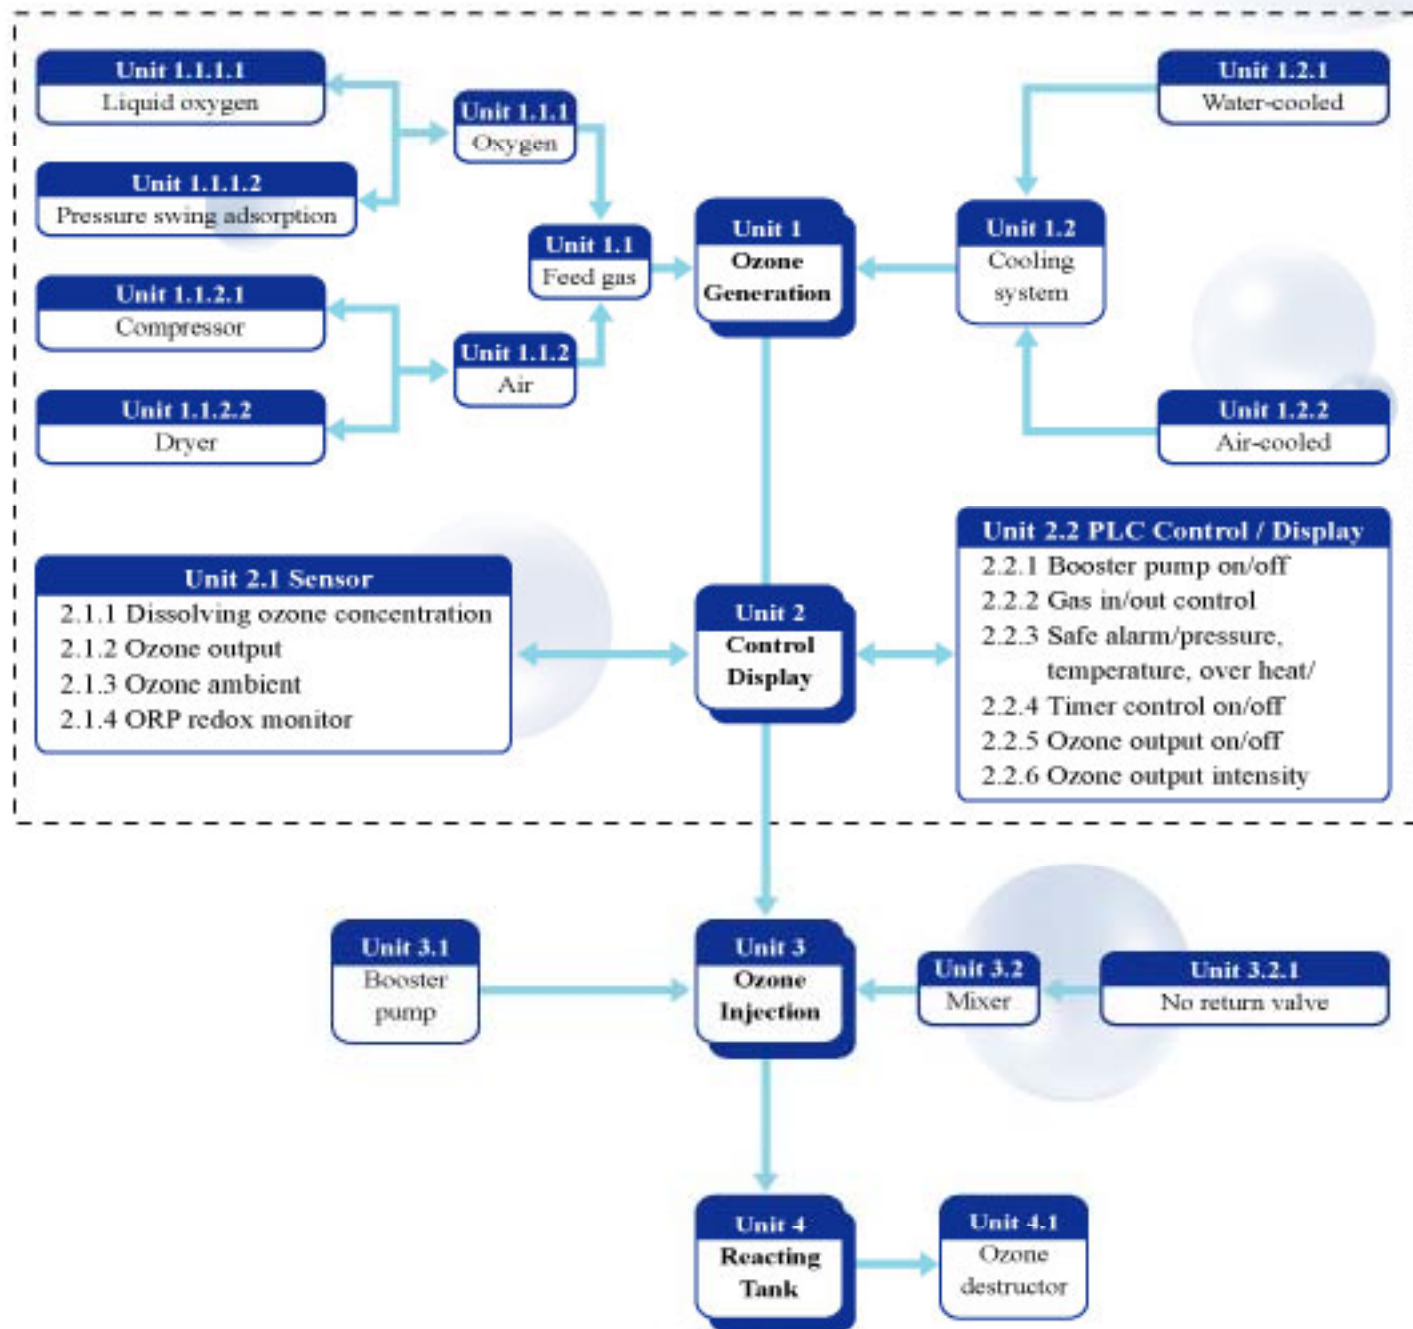 Unit 1.1.1.1
Liquid oxygen
Unit 1.1.1
Oxygen
Unit 1.1.1.2
Pressure swing adsorption
Unit 1.1
Feed gas
Unit 1.1.2.1
Compressor
Unit 1.1.2
Air
Unit 1.1.2.2
Dryer
Unit 1
Ozone
Generation
Unit 1.2.1
Water-cooled
Unit 1.2
Cooling
system
Unit 1.2.2
Air-cooled
Unit 2.1 Sensor
2.1.1 Dissolving ozone concentration
2.1.2 Ozone output
2.1.3 Ozone ambient
2.1.4 ORP redox monitor
Unit 2
Control
Display
Unit 2.2 PLC Control / Display
2.2.1 Booster pump on/off
2.2.2 Gas in/out control
2.2.3 Safe alarm/pressure,
temperature, over heat/
2.2.4 Timer control on/off
2.2.5 Ozone output on/off
2.2.6 Ozone output intensity
Unit 3.1
Booster
pump
Unit 3
Ozone
Injection
Unit 3.2
Mixer
Unit 3.2.1
No return valve
Unit 4
Reacting
Tank
Unit 4.1
Ozone
destructor